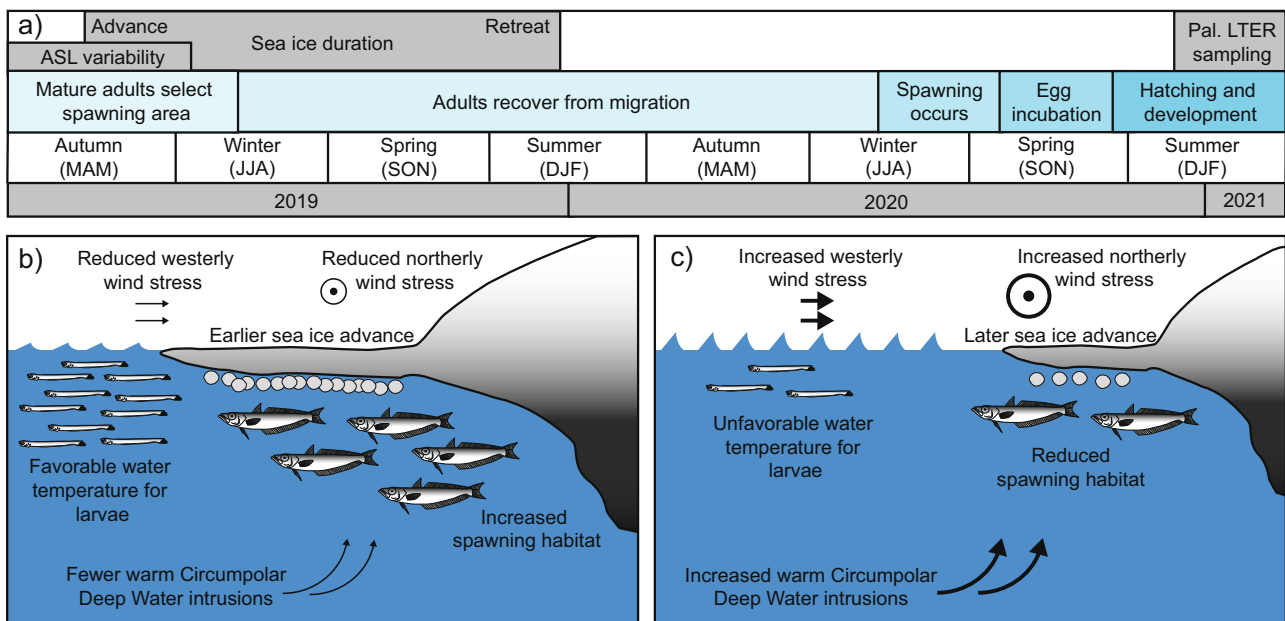 a)
Advance
Retreat
Sea ice duration
ASL variability
Pal. LTER
sampling
Mature adults select
spawning area
Adults recover from migration
Spawning
occurs
Egg
incubation
Hatching and
development
Autumn
(MAM)
Winter
(JJA)
Spring
(SON)
Summer
(DJF)
Autumn
(MAM)
Winter
(JJA)
Spring
(SON)
Summer
(DJF)
2019
2020
2021
b)
Reduced westerly
wind stress
Reduced northerly
wind stress
Earlier sea ice advance
Favorable water
temperature for
larvae
Increased
spawning habitat
Fewer warm Circumpolar
Deep Water intrusions
c)
Increased westerly
wind stress
Increased northerly
wind stress
Later sea ice advance
Unfavorable water
temperature for
larvae
Reduced
spawning habitat
Increased warm Circumpolar
Deep Water intrusions